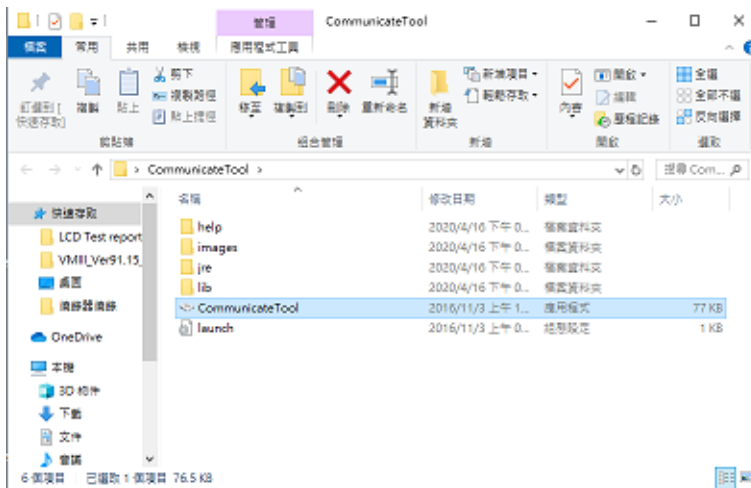 管理
CommunicateTool
檔案 常用 共用 檢視 應用程式工具
釘選到 [
快速存取]
複製
貼上
剪下
複製路徑
貼上捷徑
移至
複製到
刪除
重新命名
新增
資料夾
新增項目
輕鬆存取
內容
開啟
編輯
歷程記錄
全選
全部不選
反向選擇
剪貼簿 組合管理 新增 開啟 選取
CommunicateTool
搜尋 Com...
名稱 修改日期 類型 大小
快速存取
LCD Test report
VMIII_Ver91.15_
桌面
燒錄器燒錄
OneDrive
本機
3D 物件
下載
文件
音樂
help 2020/4/16 下午 0... 檔案資料夾
images 2020/4/16 下午 0... 檔案資料夾
jre 2020/4/16 下午 0... 檔案資料夾
lib 2020/4/16 下午 0... 檔案資料夾
CommunicateTool 2016/11/3 上午 1... 應用程式 77 KB
launch 2016/11/3 上午 0... 組態設定 1 KB
6 個項目 已選取 1 個項目 76.5 KB